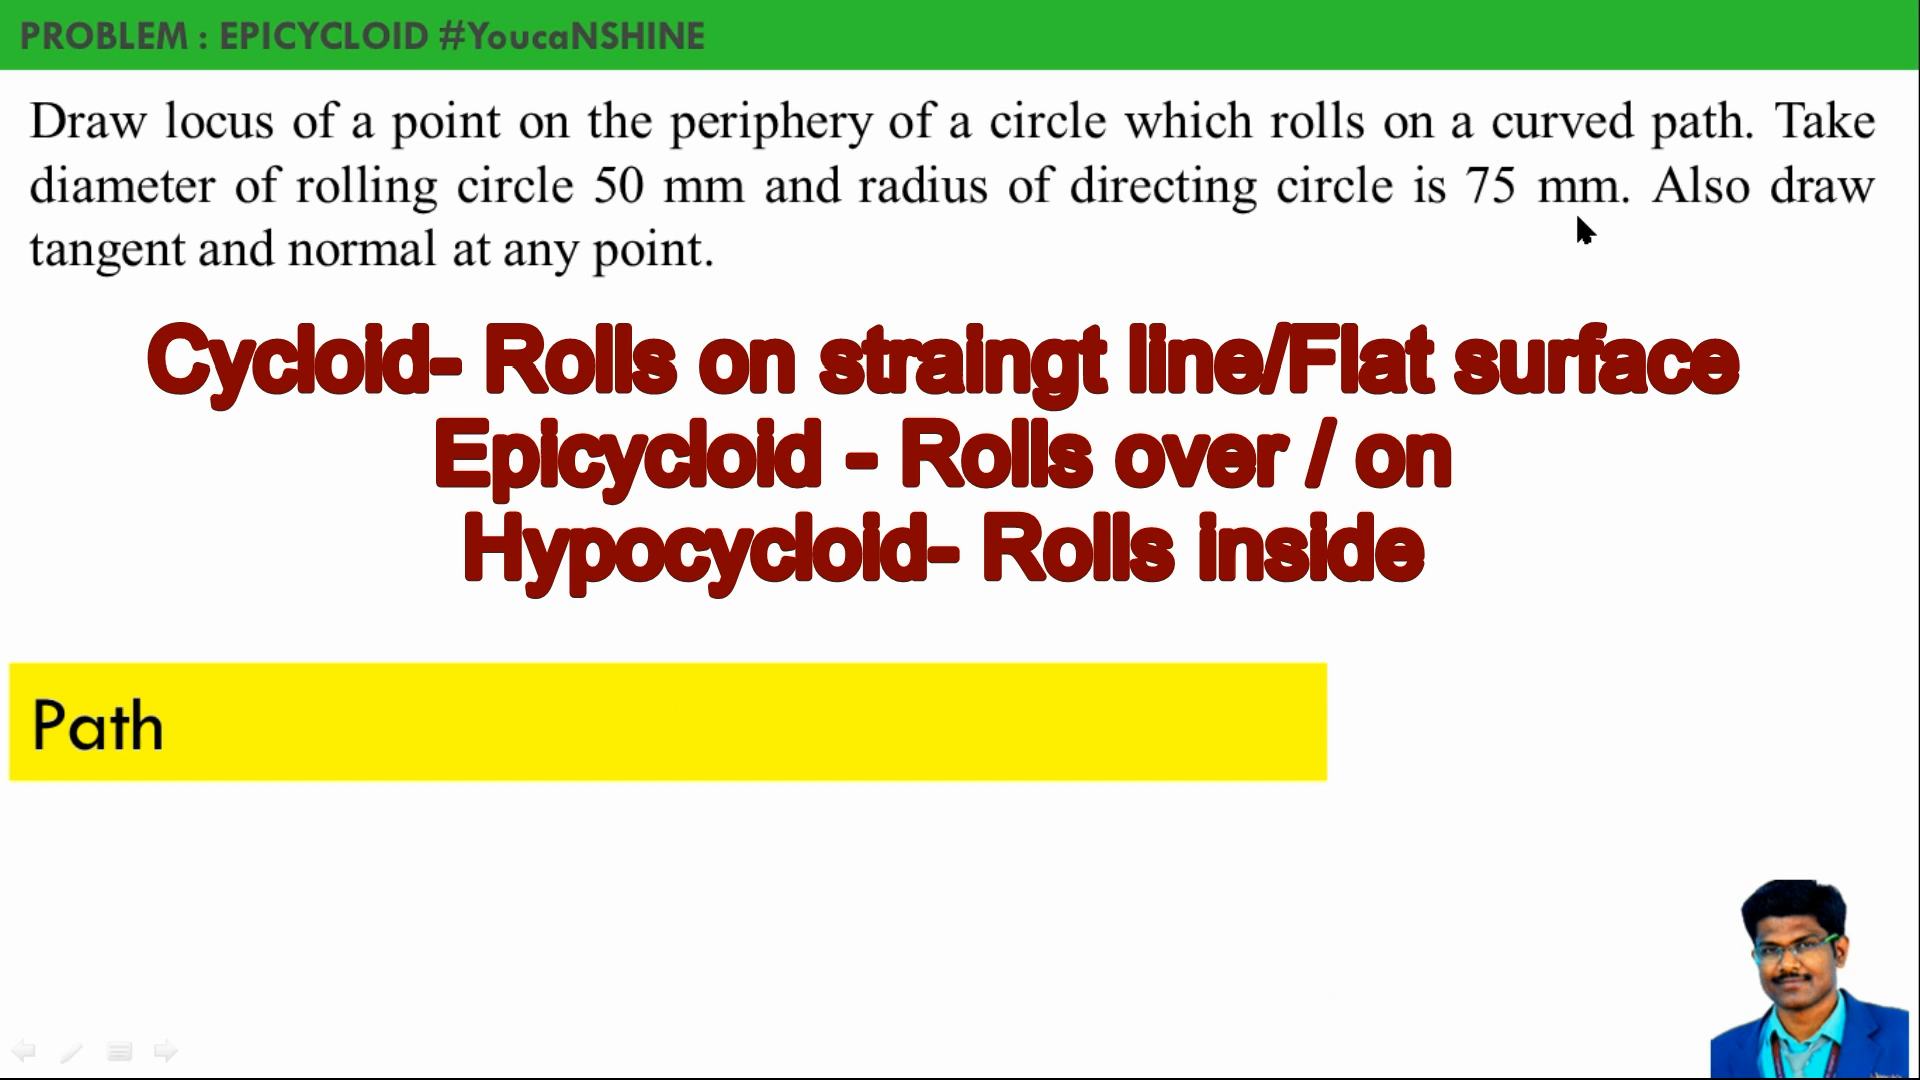 PROBLEM : EPICYCLOID #YoucaNSHINE
Draw locus of a point on the periphery of a circle which rolls on a curved path. Take
diameter of rolling circle 50 mm and radius of directing circle is 75 mm. Also draw
tangent and normal at any point.
Cycloid- Rolls on straingt line/Flat surface
Epicycloid - Rolls over / on
Hypocycloid- Rolls inside
Path